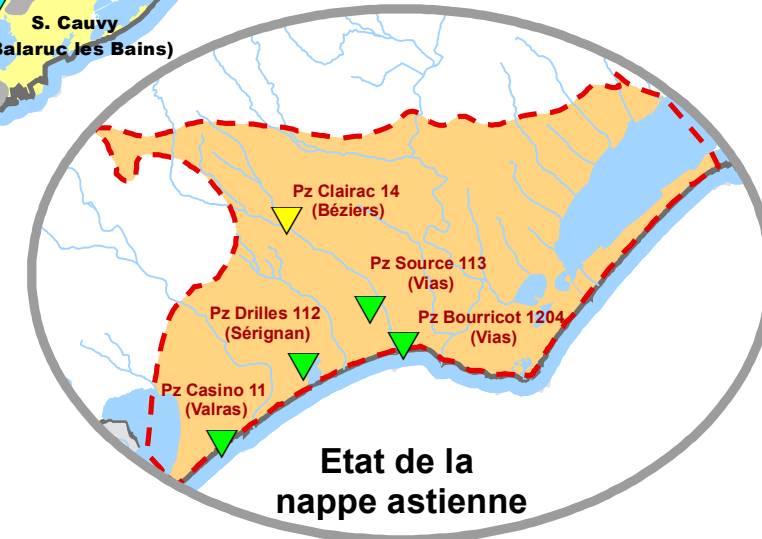 S. Cauvy
Balaruc les Bains)
Pz Clairac 14
(Béziers)
Pz Source 113
(Vias)
Pz Drilles 112
(Sérignan)
Pz Bourricot 1204
(Vias)
Pz Casino 11
(Valras)
Etat de la
nappe astienne